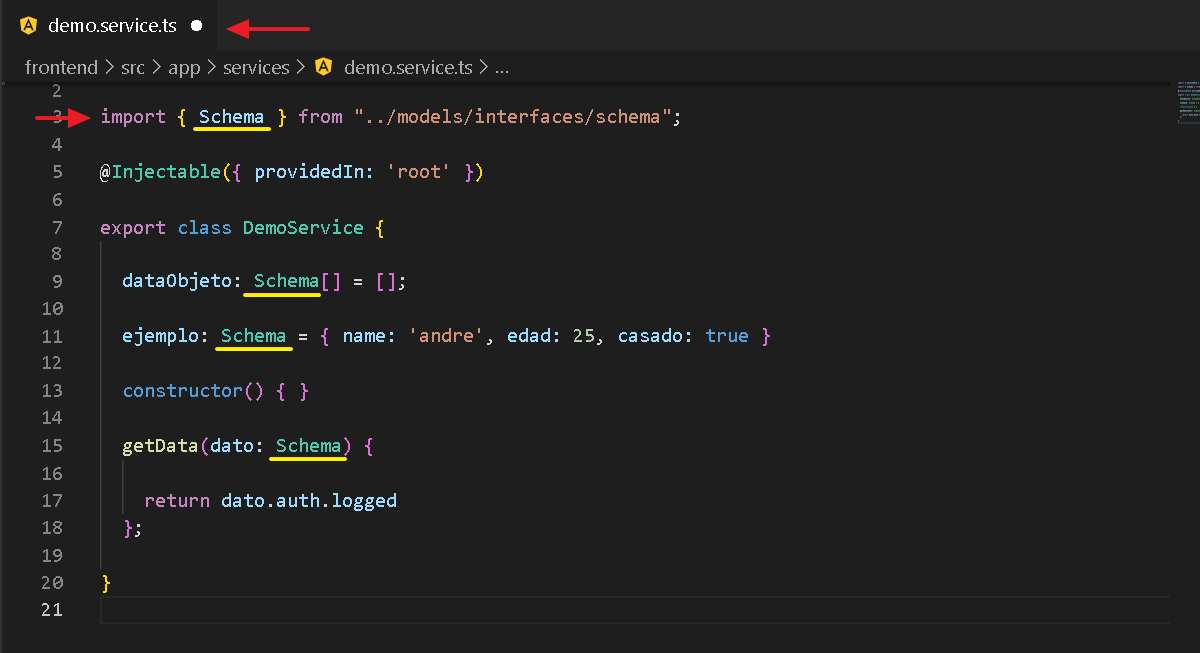 demo.service.ts
frontend > src > app > services > demo.service.ts > ...
2
3 import { Schema } from "../models/interfaces/schema";
4
5 @Injectable({ providedIn: 'root' })
6
7 export class DemoService {
8
9 dataObjeto: Schema[] = [];
10
11 ejemplo: Schema = { name: 'andre', edad: 25, casado: true }
12
13 constructor() { }
14
15 getData(dato: Schema) {
16
17 return dato.auth.logged
18 };
19
20 }
21